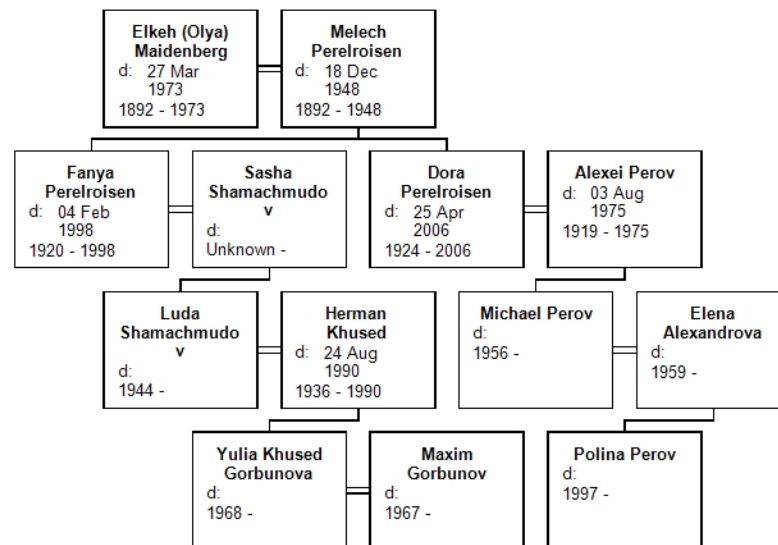 Elkeh (Olya)
Maidenberg
d: 27 Mar
1973
1892 - 1973
Melech
Perelroisen
d: 18 Dec
1948
1892 - 1948
Fanya
Perelroisen
d: 04 Feb
1998
1920 - 1998
Sasha
Shamachmudo
v
d:
Unknown -
Dora
Perelroisen
d: 25 Apr
2006
1924 - 2006
Alexei Perov
d: 03 Aug
1975
1919 - 1975
Luda
Shamachmudo
v
d:
1944 -
Herman
Khused
d: 24 Aug
1990
1936 - 1990
Michael Perov
d:
1956 -
Elena
Alexandrova
d:
1959 -
Yulia Khused
Gorbunova
d:
1968 -
Maxim
Gorbunov
d:
1967 -
Polina Perov
d:
1997 -